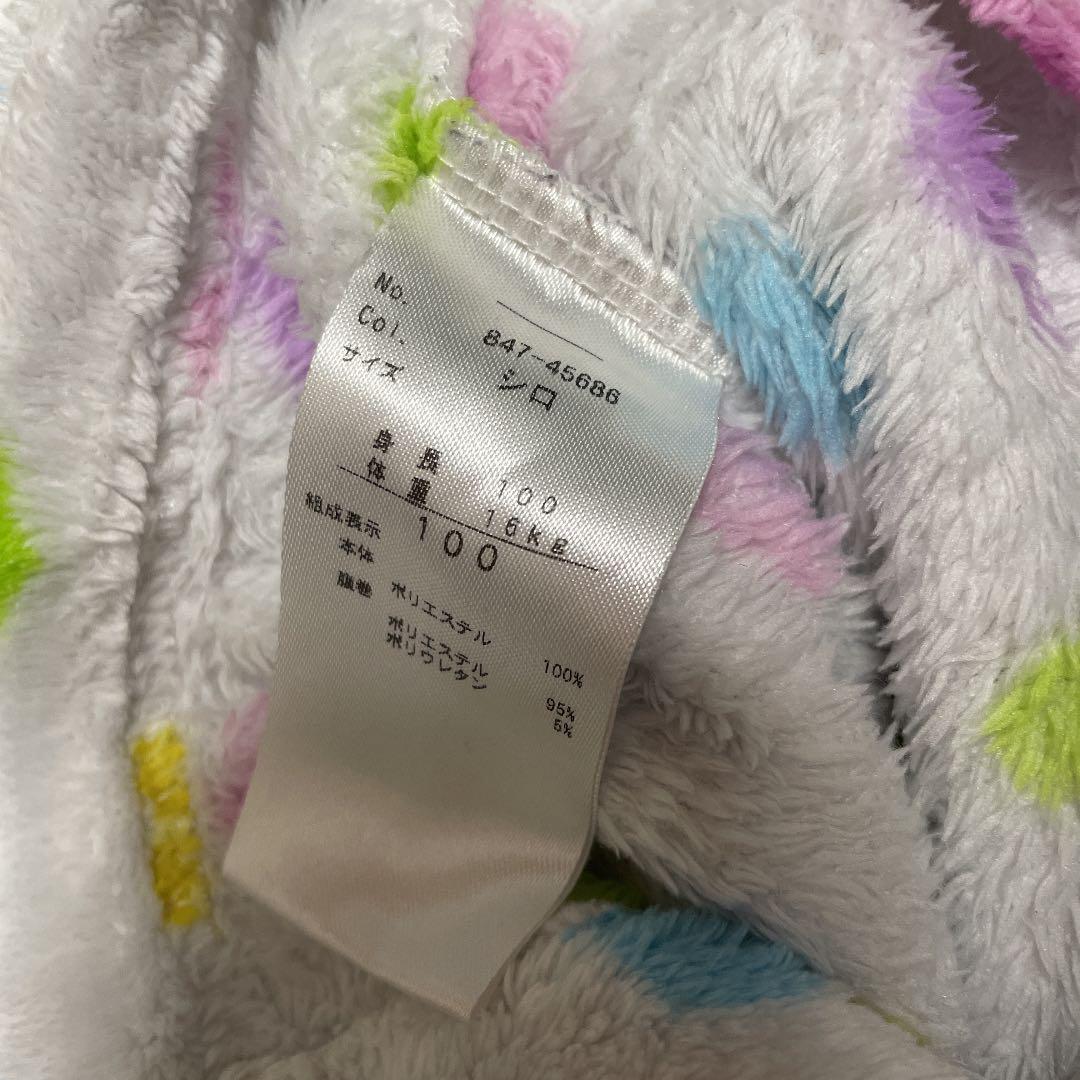 No. 847-45686
Col. シロ
サイズ
身長 100
体重 16kg
100
組成表示
本体 ポリエステル 100%
腹巻 ポリエステル 95%
ポリウレタン 5%